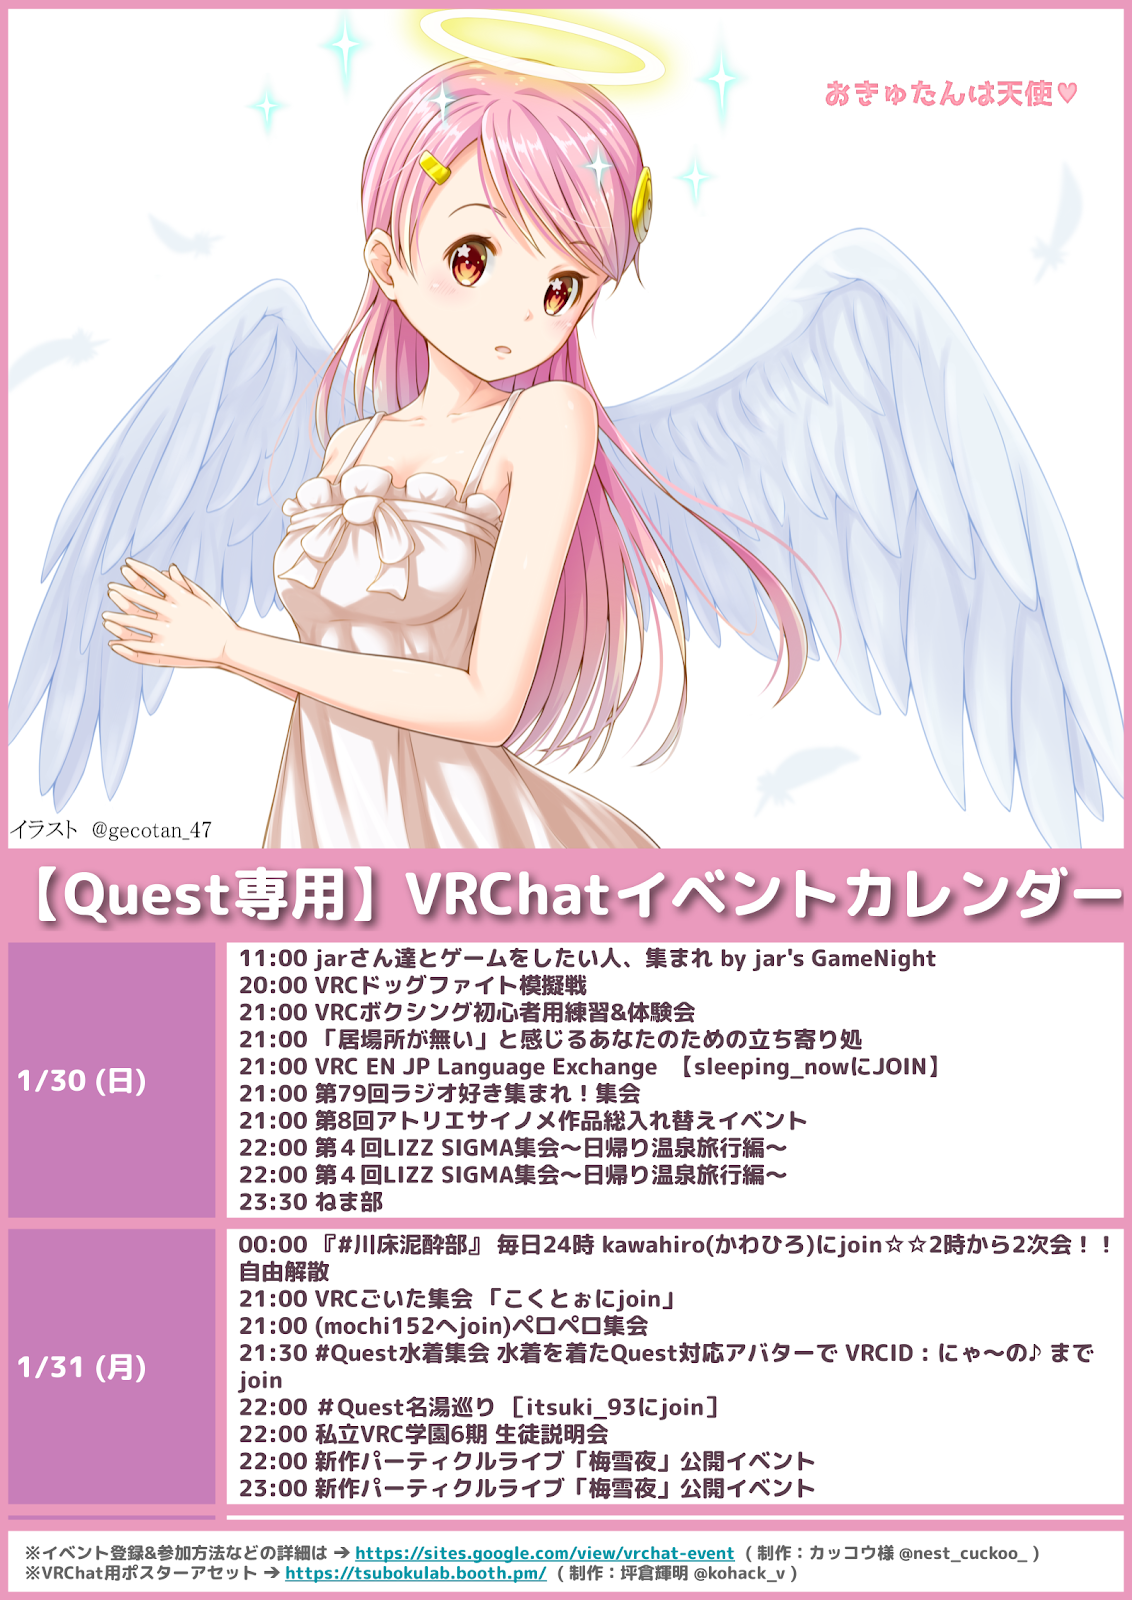 おきゅたんは天使♥
イラスト @gecotan_47
【Quest専用】VRChatイベントカレンダー
1/30 (日)
11:00 jarさん達とゲームをしたい人、集まれ by jar's GameNight
20:00 VRCドッグファイト模擬戦
21:00 VRCボクシング初心者用練習&体験会
21:00 「居場所が無い」と感じるあなたのための立ち寄り処
21:00 VRC EN JP Language Exchange 【sleeping_nowにJOIN】
21:00 第79回ラジオ好き集まれ！集会
21:00 第8回アトリエサイノメ作品総入れ替えイベント
22:00 第４回LIZZ SIGMA集会～日帰り温泉旅行編～
22:00 第４回LIZZ SIGMA集会～日帰り温泉旅行編～
23:30 ねま部
1/31 (月)
00:00 『#川床泥酔部』 毎日24時 kawahiro(かわひろ)にjoin☆☆2時から2次会！！
自由解散
21:00 VRCごいた集会 「こくとぉにjoin」
21:00 (mochi152へjoin)ペロペロ集会
21:30 #Quest水着集会 水着を着たQuest対応アバターで VRCID：にゃ～の♪ まで
join
22:00 ＃Quest名湯巡り ［itsuki_93にjoin］
22:00 私立VRC学園6期 生徒説明会
22:00 新作パーティクルライブ「梅雪夜」公開イベント
23:00 新作パーティクルライブ「梅雪夜」公開イベント
※イベント登録&参加方法などの詳細は → https://sites.google.com/view/vrchat-event ( 制作：カッコウ様 @nest_cuckoo_ )
※VRChat用ポスターアセット → https://tsubokulab.booth.pm/ ( 制作：坪倉輝明 @kohack_v )